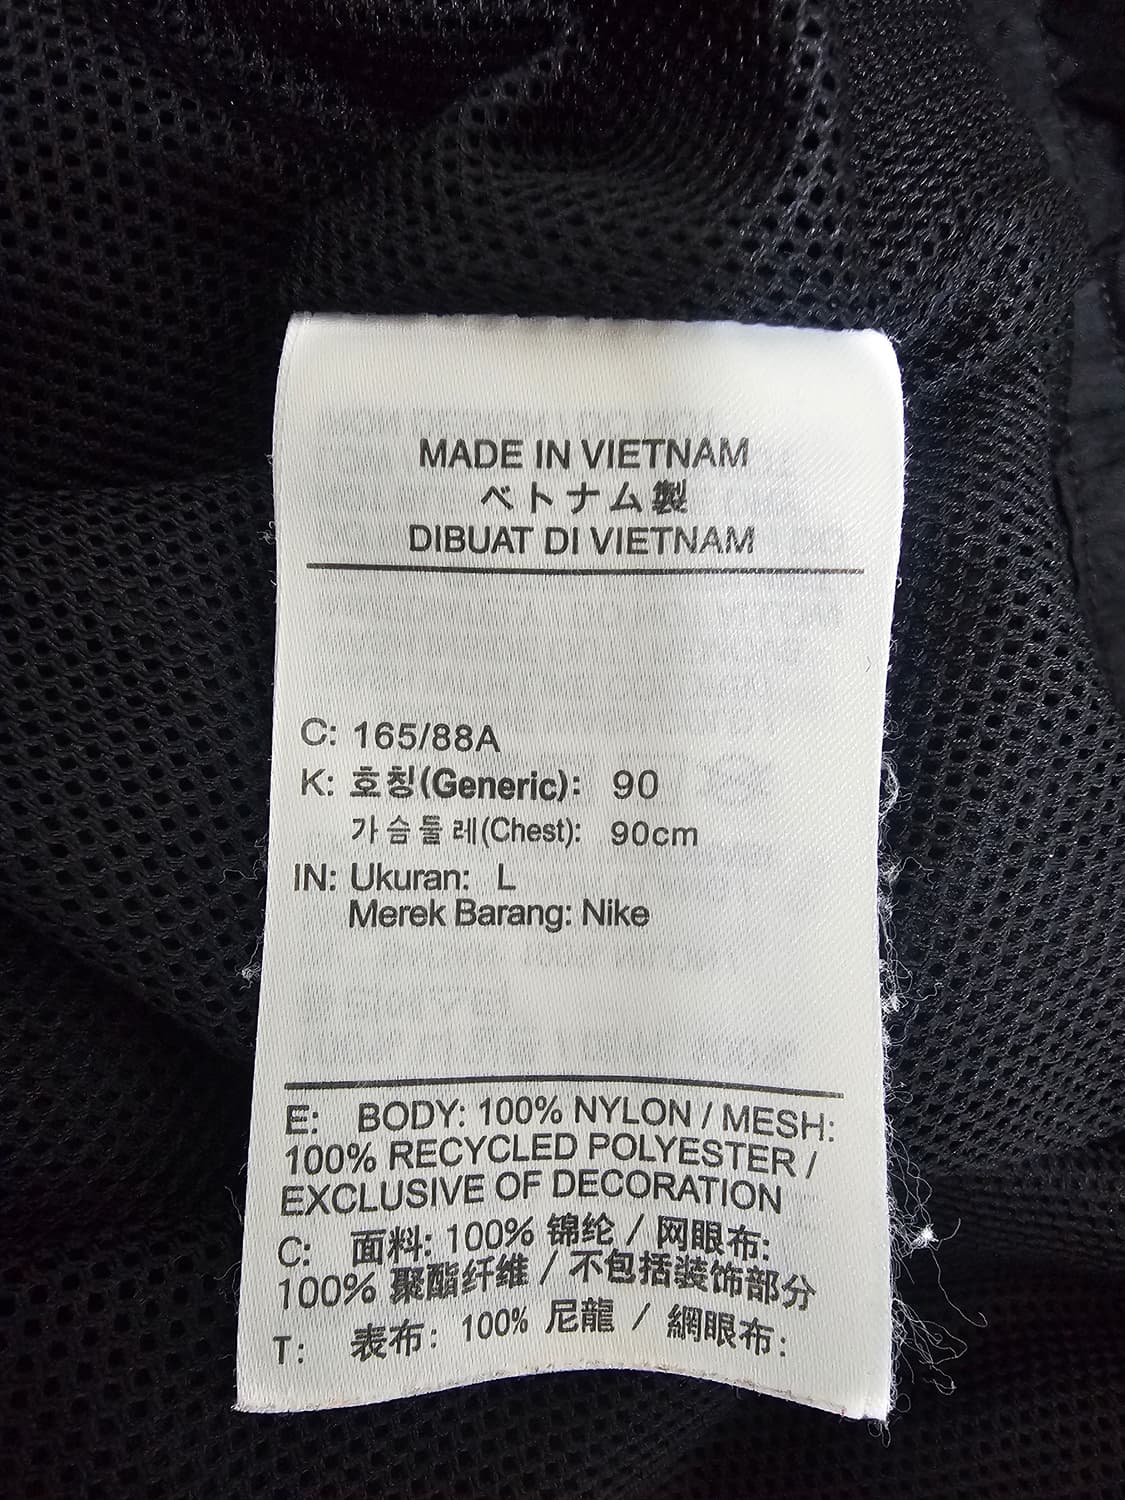 MADE IN VIETNAM
ベトナム製
DIBUAT DI VIETNAM
C: 165/88A
K: 호칭(Generic): 90
가슴둘레(Chest): 90cm
IN: Ukuran: L
Merek Barang: Nike
E: BODY: 100% NYLON / MESH:
100% RECYCLED POLYESTER /
EXCLUSIVE OF DECORATION
C: 面料: 100% 锦纶 / 网眼布:
100% 聚酯纤维 / 不包括装饰部分
T: 表布: 100% 尼龍 / 網眼布: